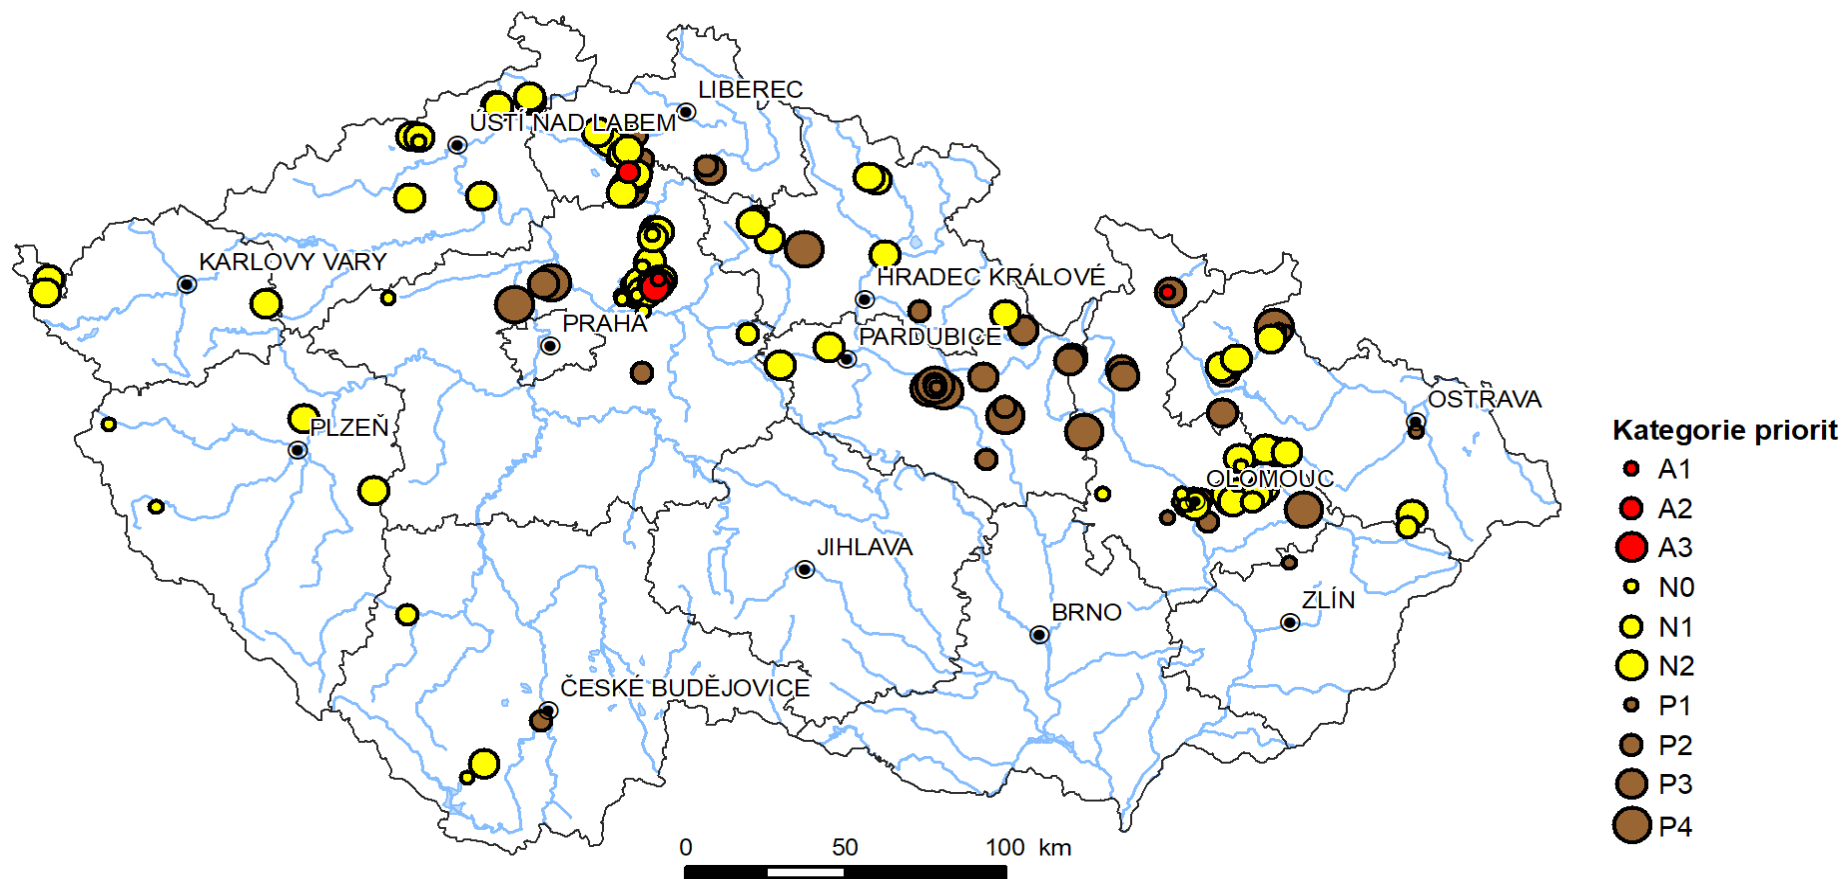 LIBEREC
ÚSTÍ NAD LABEM
KARLOVY VARY
HRADEC KRÁLOVÉ
PRAHA
PARDUBICE
OSTRAVA
PLZEŇ
OLOMOUC
JIHLAVA
ZLÍN
BRNO
ČESKÉ BUDĚJOVICE
0 50 100 km
Kategorie priorit
A1
A2
A3
N0
N1
N2
P1
P2
P3
P4